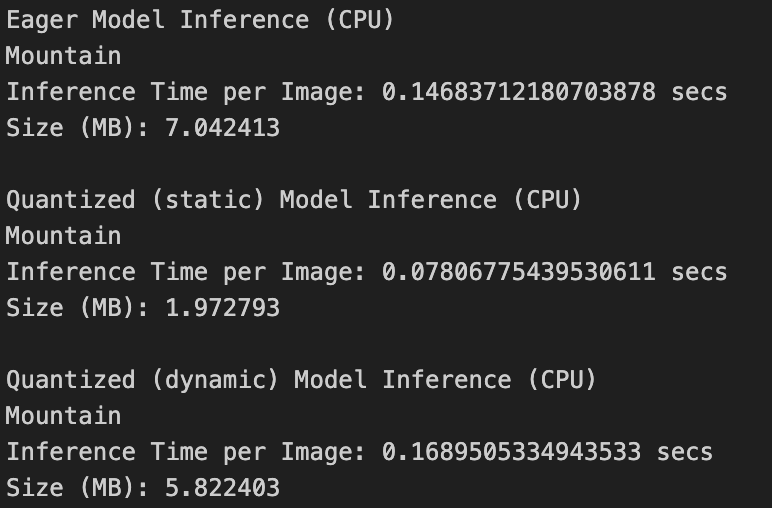 Eager Model Inference (CPU)
Mountain
Inference Time per Image: 0.14683712180703878 secs
Size (MB): 7.042413
Quantized (static) Model Inference (CPU)
Mountain
Inference Time per Image: 0.07806775439530611 secs
Size (MB): 1.972793
Quantized (dynamic) Model Inference (CPU)
Mountain
Inference Time per Image: 0.1689505334943533 secs
Size (MB): 5.822403